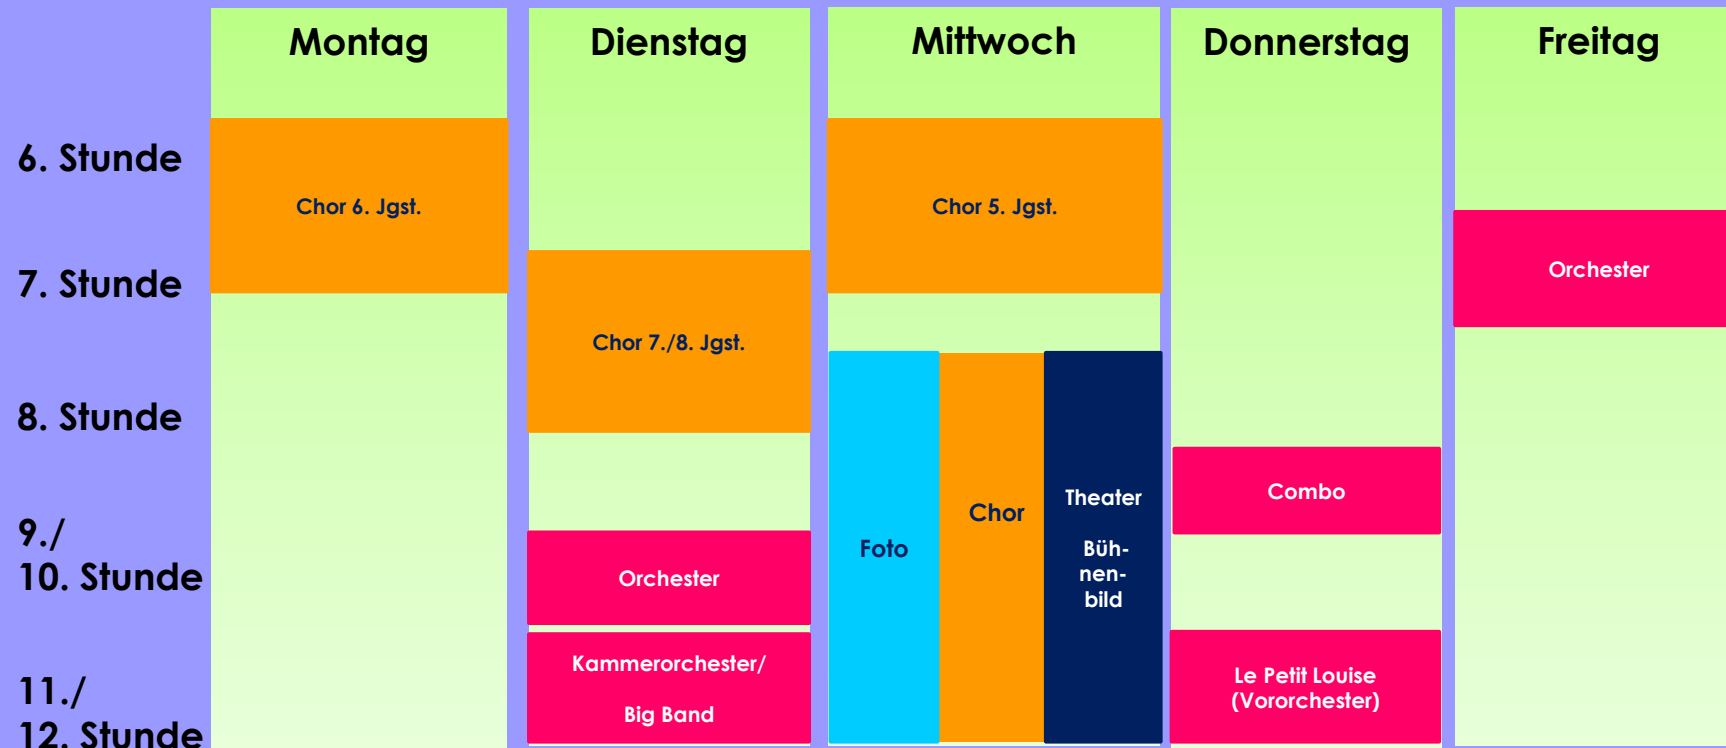 Montag
Dienstag
Mittwoch
Donnerstag
Freitag
6. Stunde
Chor 6. Jgst.
Chor 5. Jgst.
7. Stunde
Orchester
Chor 7./8. Jgst.
8. Stunde
Foto
Chor
Theater
Büh-
nen-
bild
Combo
9./
10. Stunde
Orchester
Kammerorchester/
Big Band
Le Petit Louise
(Vororchester)
11./
12. Stunde